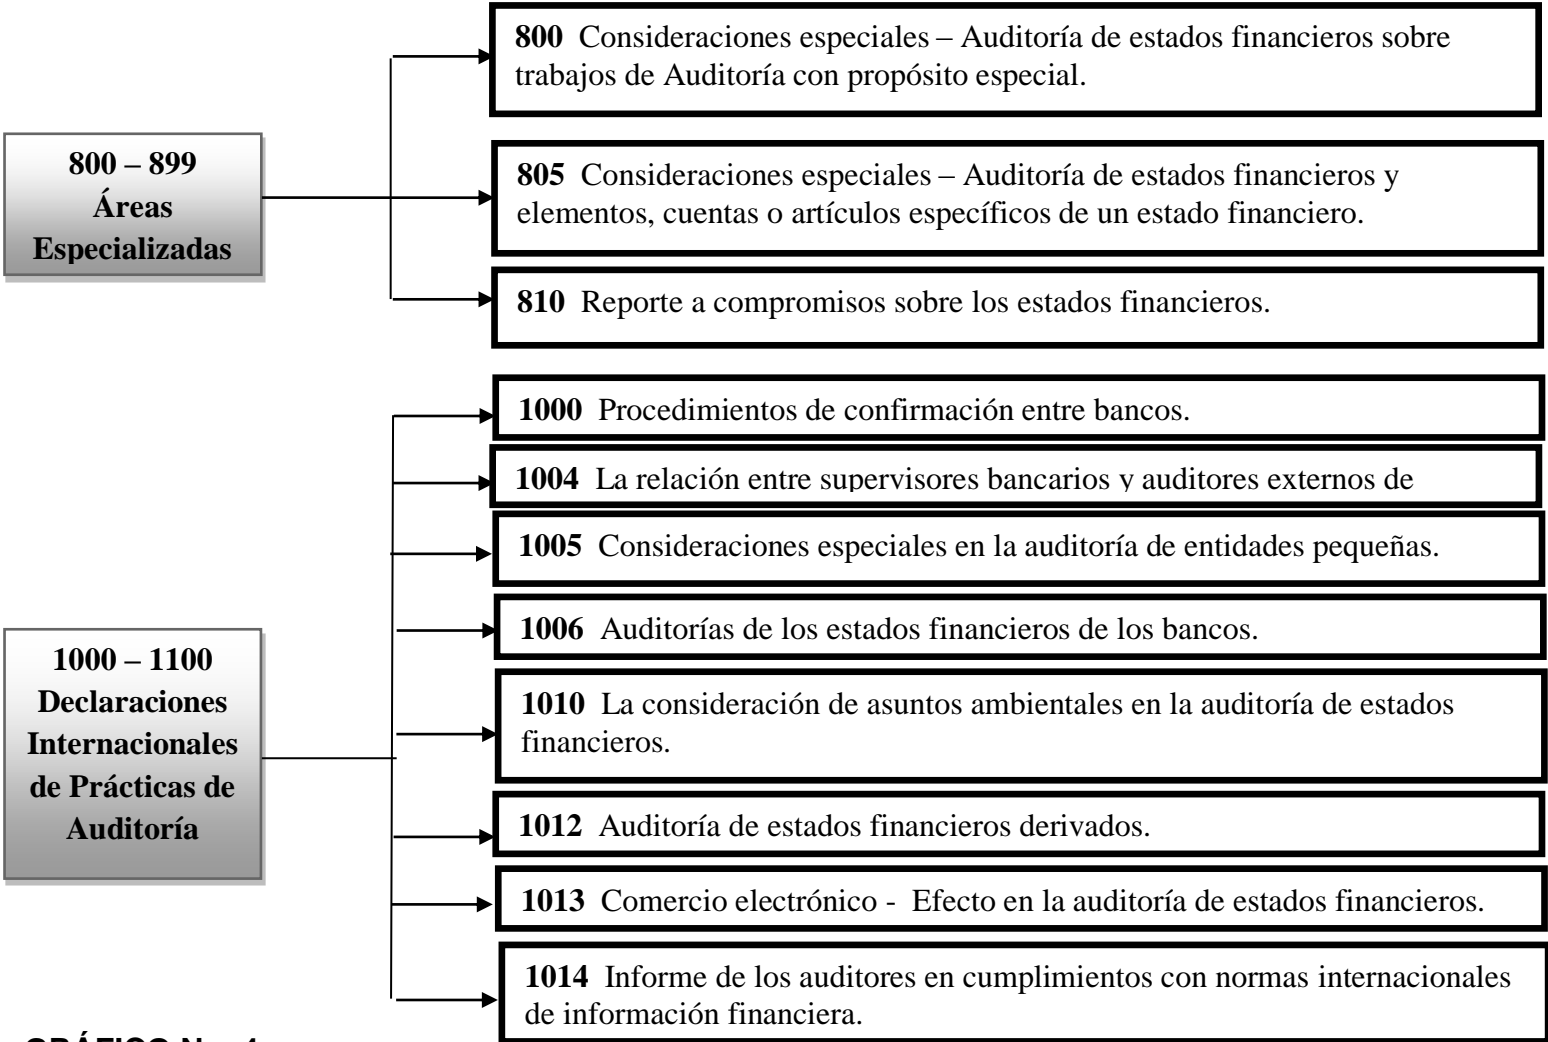 800 Consideraciones especiales – Auditoría de estados financieros sobre
trabajos de Auditoría con propósito especial.
800 – 899
Áreas
Especializadas
805 Consideraciones especiales – Auditoría de estados financieros y
elementos, cuentas o artículos específicos de un estado financiero.
810 Reporte a compromisos sobre los estados financieros.
1000 – 1100
Declaraciones
Internacionales
de Prácticas de
Auditoría
1000 Procedimientos de confirmación entre bancos.
1004 La relación entre supervisores bancarios y auditores externos de
1005 Consideraciones especiales en la auditoría de entidades pequeñas.
1006 Auditorías de los estados financieros de los bancos.
1010 La consideración de asuntos ambientales en la auditoría de estados
financieros.
1012 Auditoría de estados financieros derivados.
1013 Comercio electrónico - Efecto en la auditoría de estados financieros.
1014 Informe de los auditores en cumplimientos con normas internacionales
de información financiera.
GRÁFICO